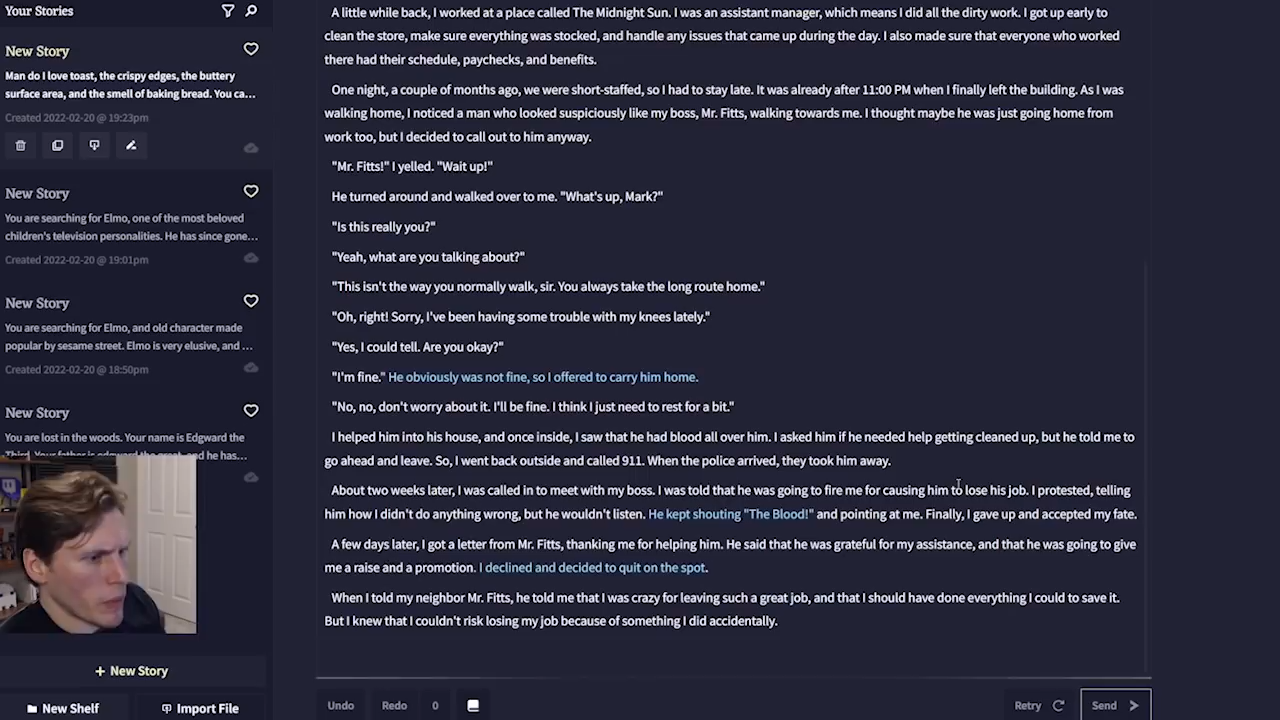 Your Stories
New Story
Man do I love toast, the crispy edges, the buttery
surface area, and the smell of baking bread. You ca...
Created 2022-02-20 @ 19:23pm
New Story
You are searching for Elmo, one of the most beloved
children's television personalities. He has since gone...
Created 2022-02-20 @ 19:01pm
New Story
You are searching for Elmo, and old character made
popular by sesame street. Elmo is very elusive, and ...
Created 2022-02-20 @ 18:50pm
New Story
You are lost in the woods. Your name is Edgward the
Third. Your father is edgward the great, and he has...
+ New Story
New Shelf
Import File
A little while back, I worked at a place called The Midnight Sun. I was an assistant manager, which means I did all the dirty work. I got up early to
clean the store, make sure everything was stocked, and handle any issues that came up during the day. I also made sure that everyone who worked
there had their schedule, paychecks, and benefits.
One night, a couple of months ago, we were short-staffed, so I had to stay late. It was already after 11:00 PM when I finally left the building. As I was
walking home, I noticed a man who looked suspiciously like my boss, Mr. Fitts, walking towards me. I thought maybe he was just going home from
work too, but I decided to call out to him anyway.
"Mr. Fitts!" I yelled. "Wait up!"
He turned around and walked over to me. "What's up, Mark?"
"Is this really you?"
"Yeah, what are you talking about?"
"This isn't the way you normally walk, sir. You always take the long route home."
"Oh, right! Sorry, I've been having some trouble with my knees lately."
"Yes, I could tell. Are you okay?"
"I'm fine." He obviously was not fine, so I offered to carry him home.
"No, no, don't worry about it. I'll be fine. I think I just need to rest for a bit."
I helped him into his house, and once inside, I saw that he had blood all over him. I asked him if he needed help getting cleaned up, but he told me to
go ahead and leave. So, I went back outside and called 911. When the police arrived, they took him away.
About two weeks later, I was called in to meet with my boss. I was told that he was going to fire me for causing him to lose his job. I protested, telling
him how I didn't do anything wrong, but he wouldn't listen. He kept shouting "The Blood!" and pointing at me. Finally, I gave up and accepted my fate.
A few days later, I got a letter from Mr. Fitts, thanking me for helping him. He said that he was grateful for my assistance, and that he was going to give
me a raise and a promotion. I declined and decided to quit on the spot.
When I told my neighbor Mr. Fitts, he told me that I was crazy for leaving such a great job, and that I should have done everything I could to save it.
But I knew that I couldn't risk losing my job because of something I did accidentally.
Undo
Redo
0
Retry
Send